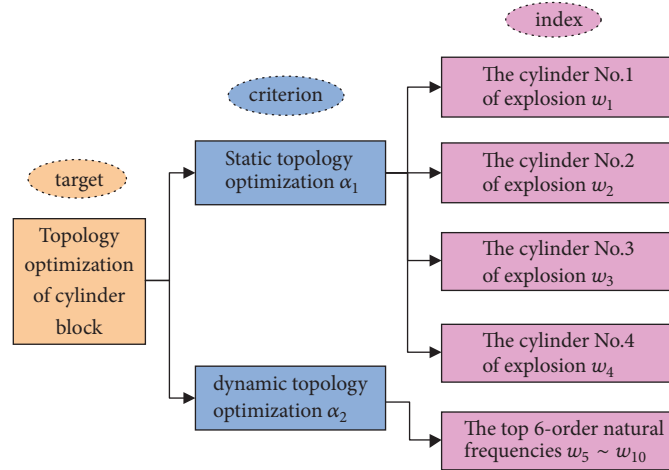 index
The cylinder No.1
of explosion w₁
criterion
Static topology
optimization α₁
The cylinder No.2
of explosion w₂
target
Topology
optimization
of cylinder
block
The cylinder No.3
of explosion w₃
The cylinder No.4
of explosion w₄
dynamic topology
optimization α₂
The top 6-order natural
frequencies w₅ ~ w₁₀